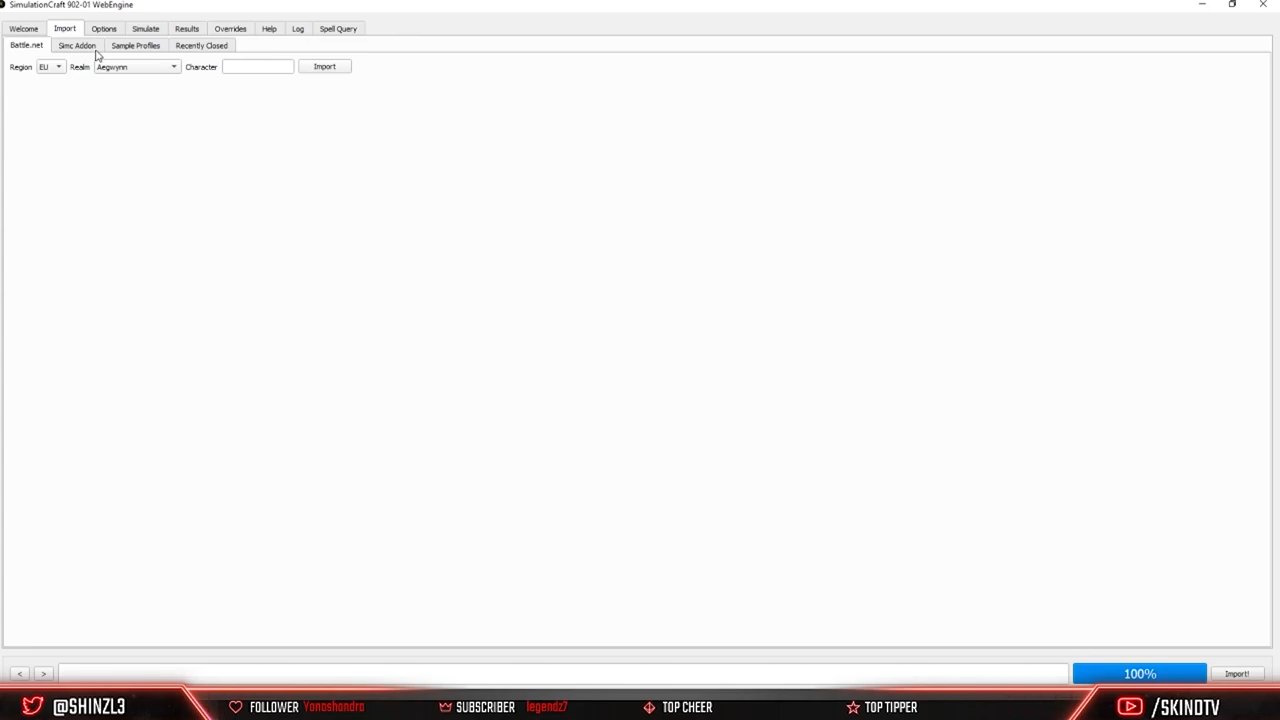 SimulationCraft 902-01 WebEngine
Welcome Import Options Simulate Results Overrides Help Log Spell Query
Battle.net Simc Addon Sample Profiles Recently Closed
Region EU Realm Aegwynn Character Import
< > 100% Import!
@SHINZL3 FOLLOWER Yonashandra SUBSCRIBER legendz7 TOP CHEER TOP TIPPER /SKINDTV